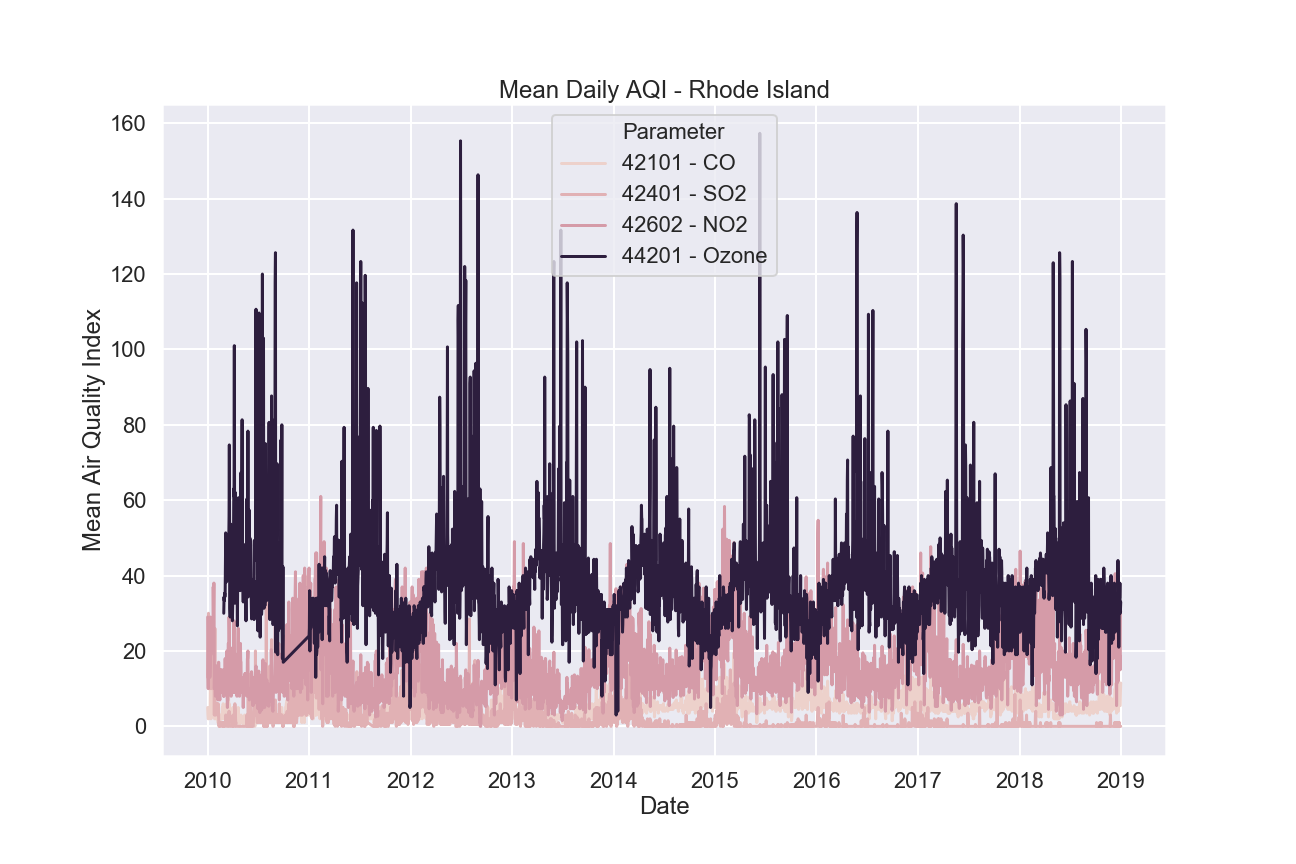 Mean Daily AQI - Rhode Island
Parameter
42101 - CO
42401 - SO2
42602 - NO2
44201 - Ozone
Mean Air Quality Index
160
140
120
100
80
60
40
20
0
2010 2011 2012 2013 2014 2015 2016 2017 2018 2019
Date